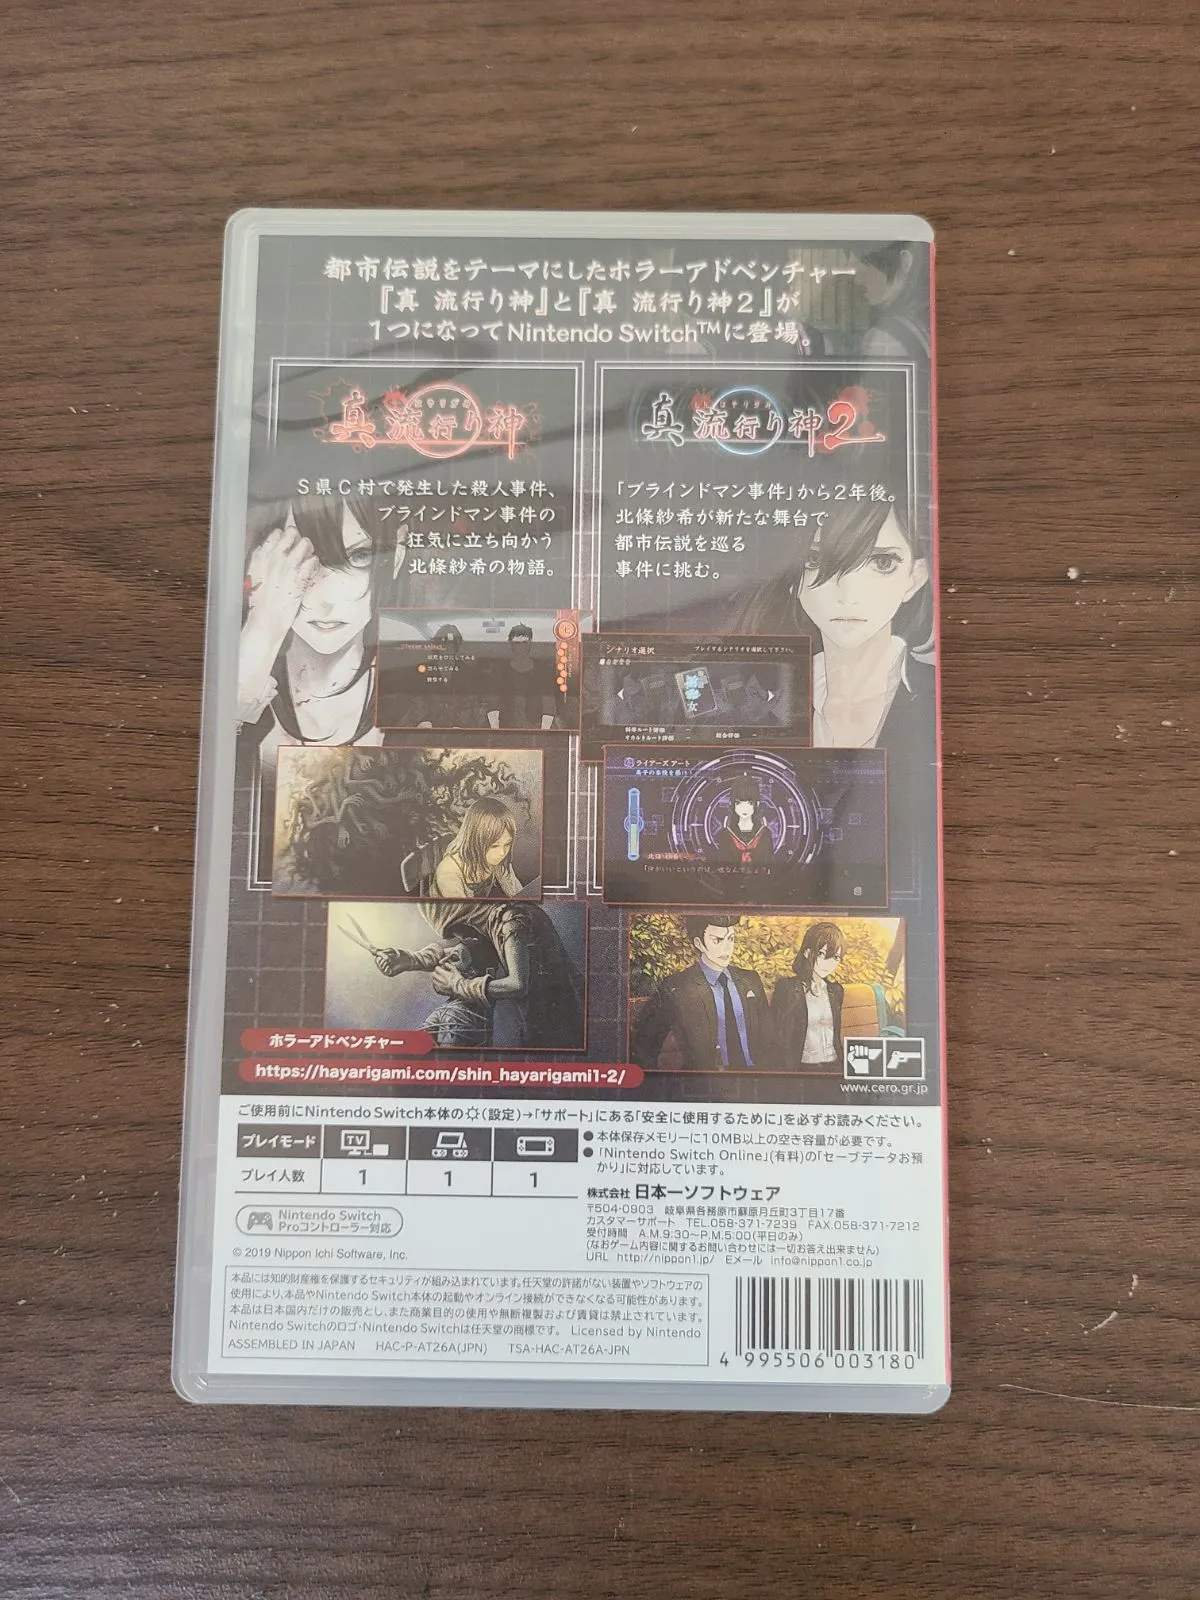 都市伝説をテーマにしたホラーアドベンチャー
『真 流行り神』と『真 流行り神２』が
１つになってNintendo Switch™に登場。
真 流行り神
Ｓ県Ｃ村で発生した殺人事件、
ブラインドマン事件の
狂気に立ち向かう
北條紗希の物語。
真 流行り神2
「ブラインドマン事件」から２年後。
北條紗希が新たな舞台で
都市伝説を巡る
事件に挑む。
シナリオ選択
プレイするシナリオを選択して下さい。
ライアーズアート
ホラーアドベンチャー
https://hayarigami.com/shin_hayarigami1-2/
www.cero.gr.jp
ご使用前にNintendo Switch本体の(設定)→「サポート」にある「安全に使用するために」を必ずお読みください。
プレイモード
TV
プレイ人数 1 1 1
●本体保存メモリーに10MB以上の空き容量が必要です。
●「Nintendo Switch Online」(有料)の「セーブデータお預
かり」に対応しています。
Nintendo Switch
Proコントローラー対応
© 2019 Nippon Ichi Software, Inc.
株式会社 日本一ソフトウェア
〒504-0903 岐阜県各務原市蘇原月丘町3丁目17番
カスタマーサポート TEL.058-371-7239 FAX.058-371-7212
受付時間 A.M.9:30~P.M.5:00(平日のみ)
(なおゲーム内容に関するお問い合わせには一切お答え出来ません)
URL http://nippon1.jp/ Eメール info@nippon1.co.jp
本品には知的財産権を保護するセキュリティが組み込まれています。任天堂の許諾がない装置やソフトウェアの
使用により、本品やNintendo Switch本体の起動やオンライン接続ができなくなる可能性があります。
本品は日本国内だけの販売とし、また商業目的の使用や無断複製および賃貸は禁止されています。
Nintendo Switchのロゴ・Nintendo Switchは任天堂の商標です。 Licensed by Nintendo
ASSEMBLED IN JAPAN HAC-P-AT26A(JPN) TSA-HAC-AT26A-JPN
4 995506 003180